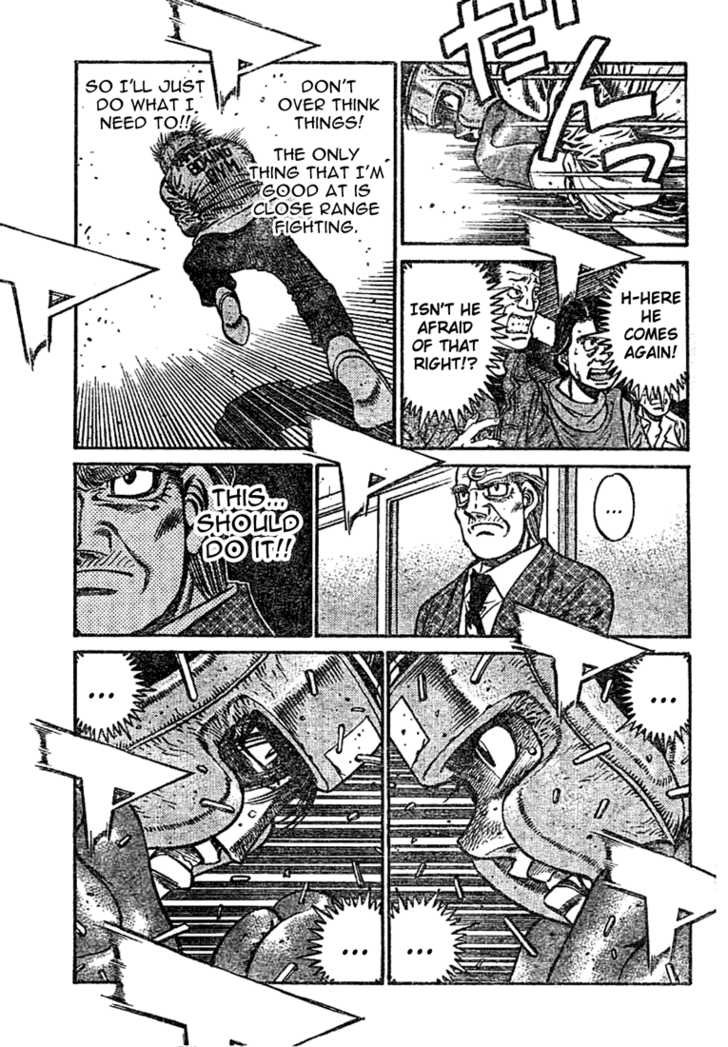 だんっ
H-HERE
HE
COMES
AGAIN!
ISN'T HE
AFRAID
OF THAT
RIGHT!?
DON'T
OVER THINK
THINGS!
THE ONLY
THING THAT I'M
GOOD AT IS
CLOSE RANGE
FIGHTING.
SO I'LL JUST
DO WHAT I
NEED TO!!
BOXING
GYM
...
THIS...
SHOULD
DO IT!!
...
...
...
...